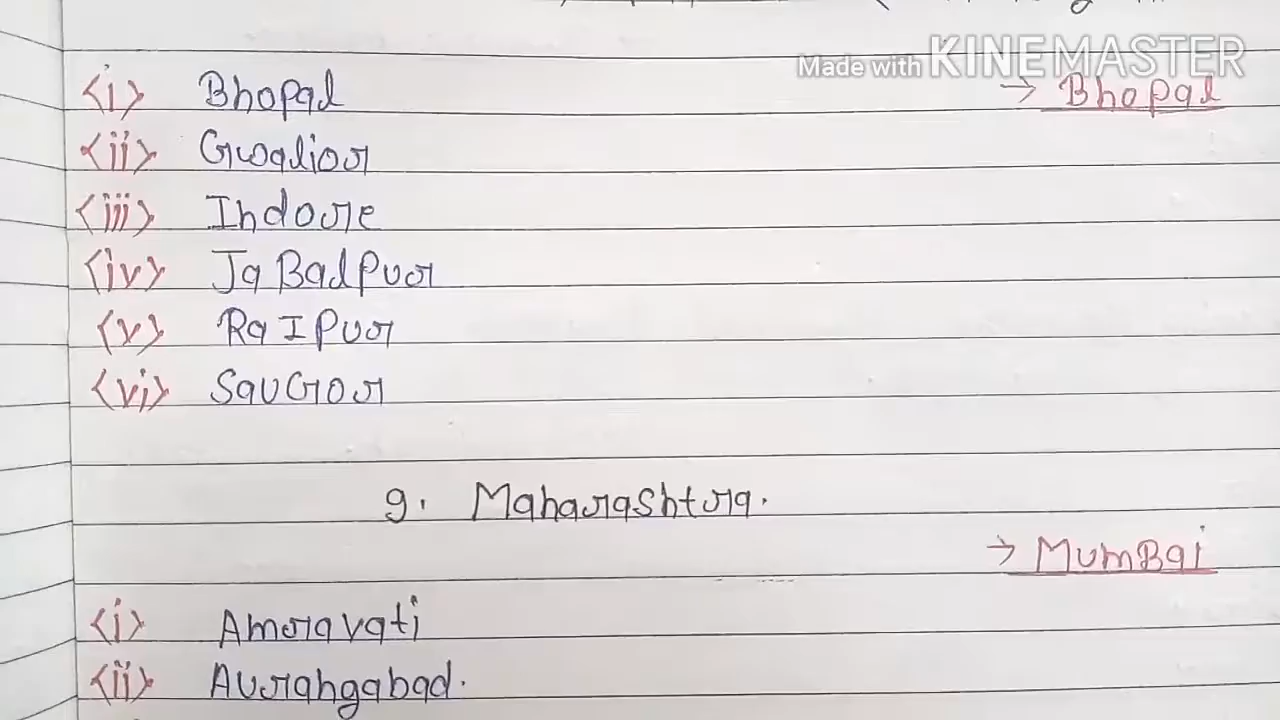 Made with KINEMASTER
<i> Bhopal → Bhopal
<ii> Gwalior
<iii> Indore
<iv> JaBalPur
<v> RaIPur
<vi> SauGor
9. Maharashtra.
→ MumBai
<i> Amravati
<ii> Aurangabad.